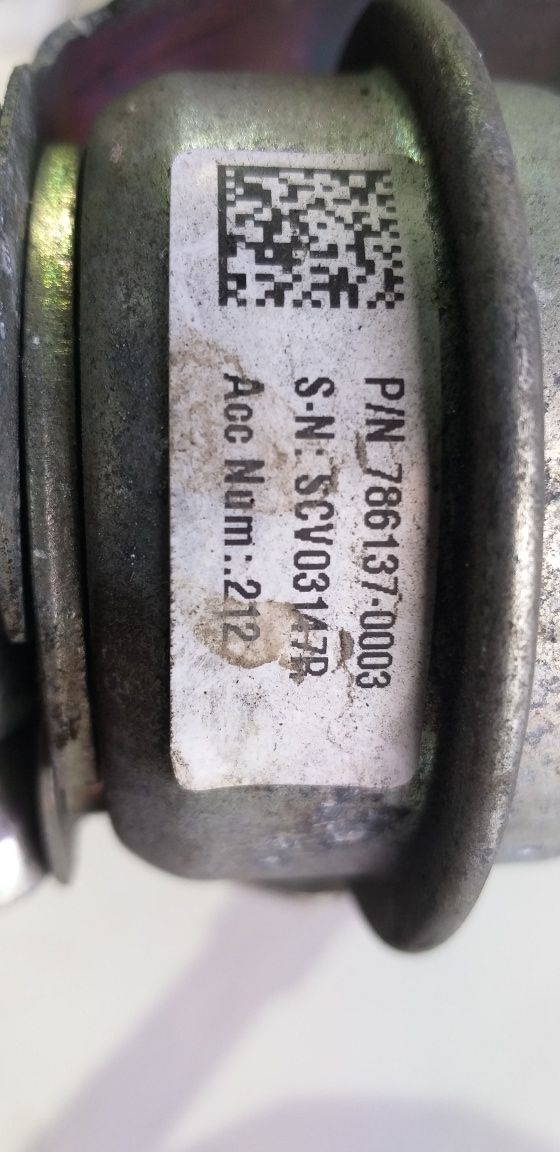 P/N 786137-0003
S-N: SCV03147R
Acc Num:.212